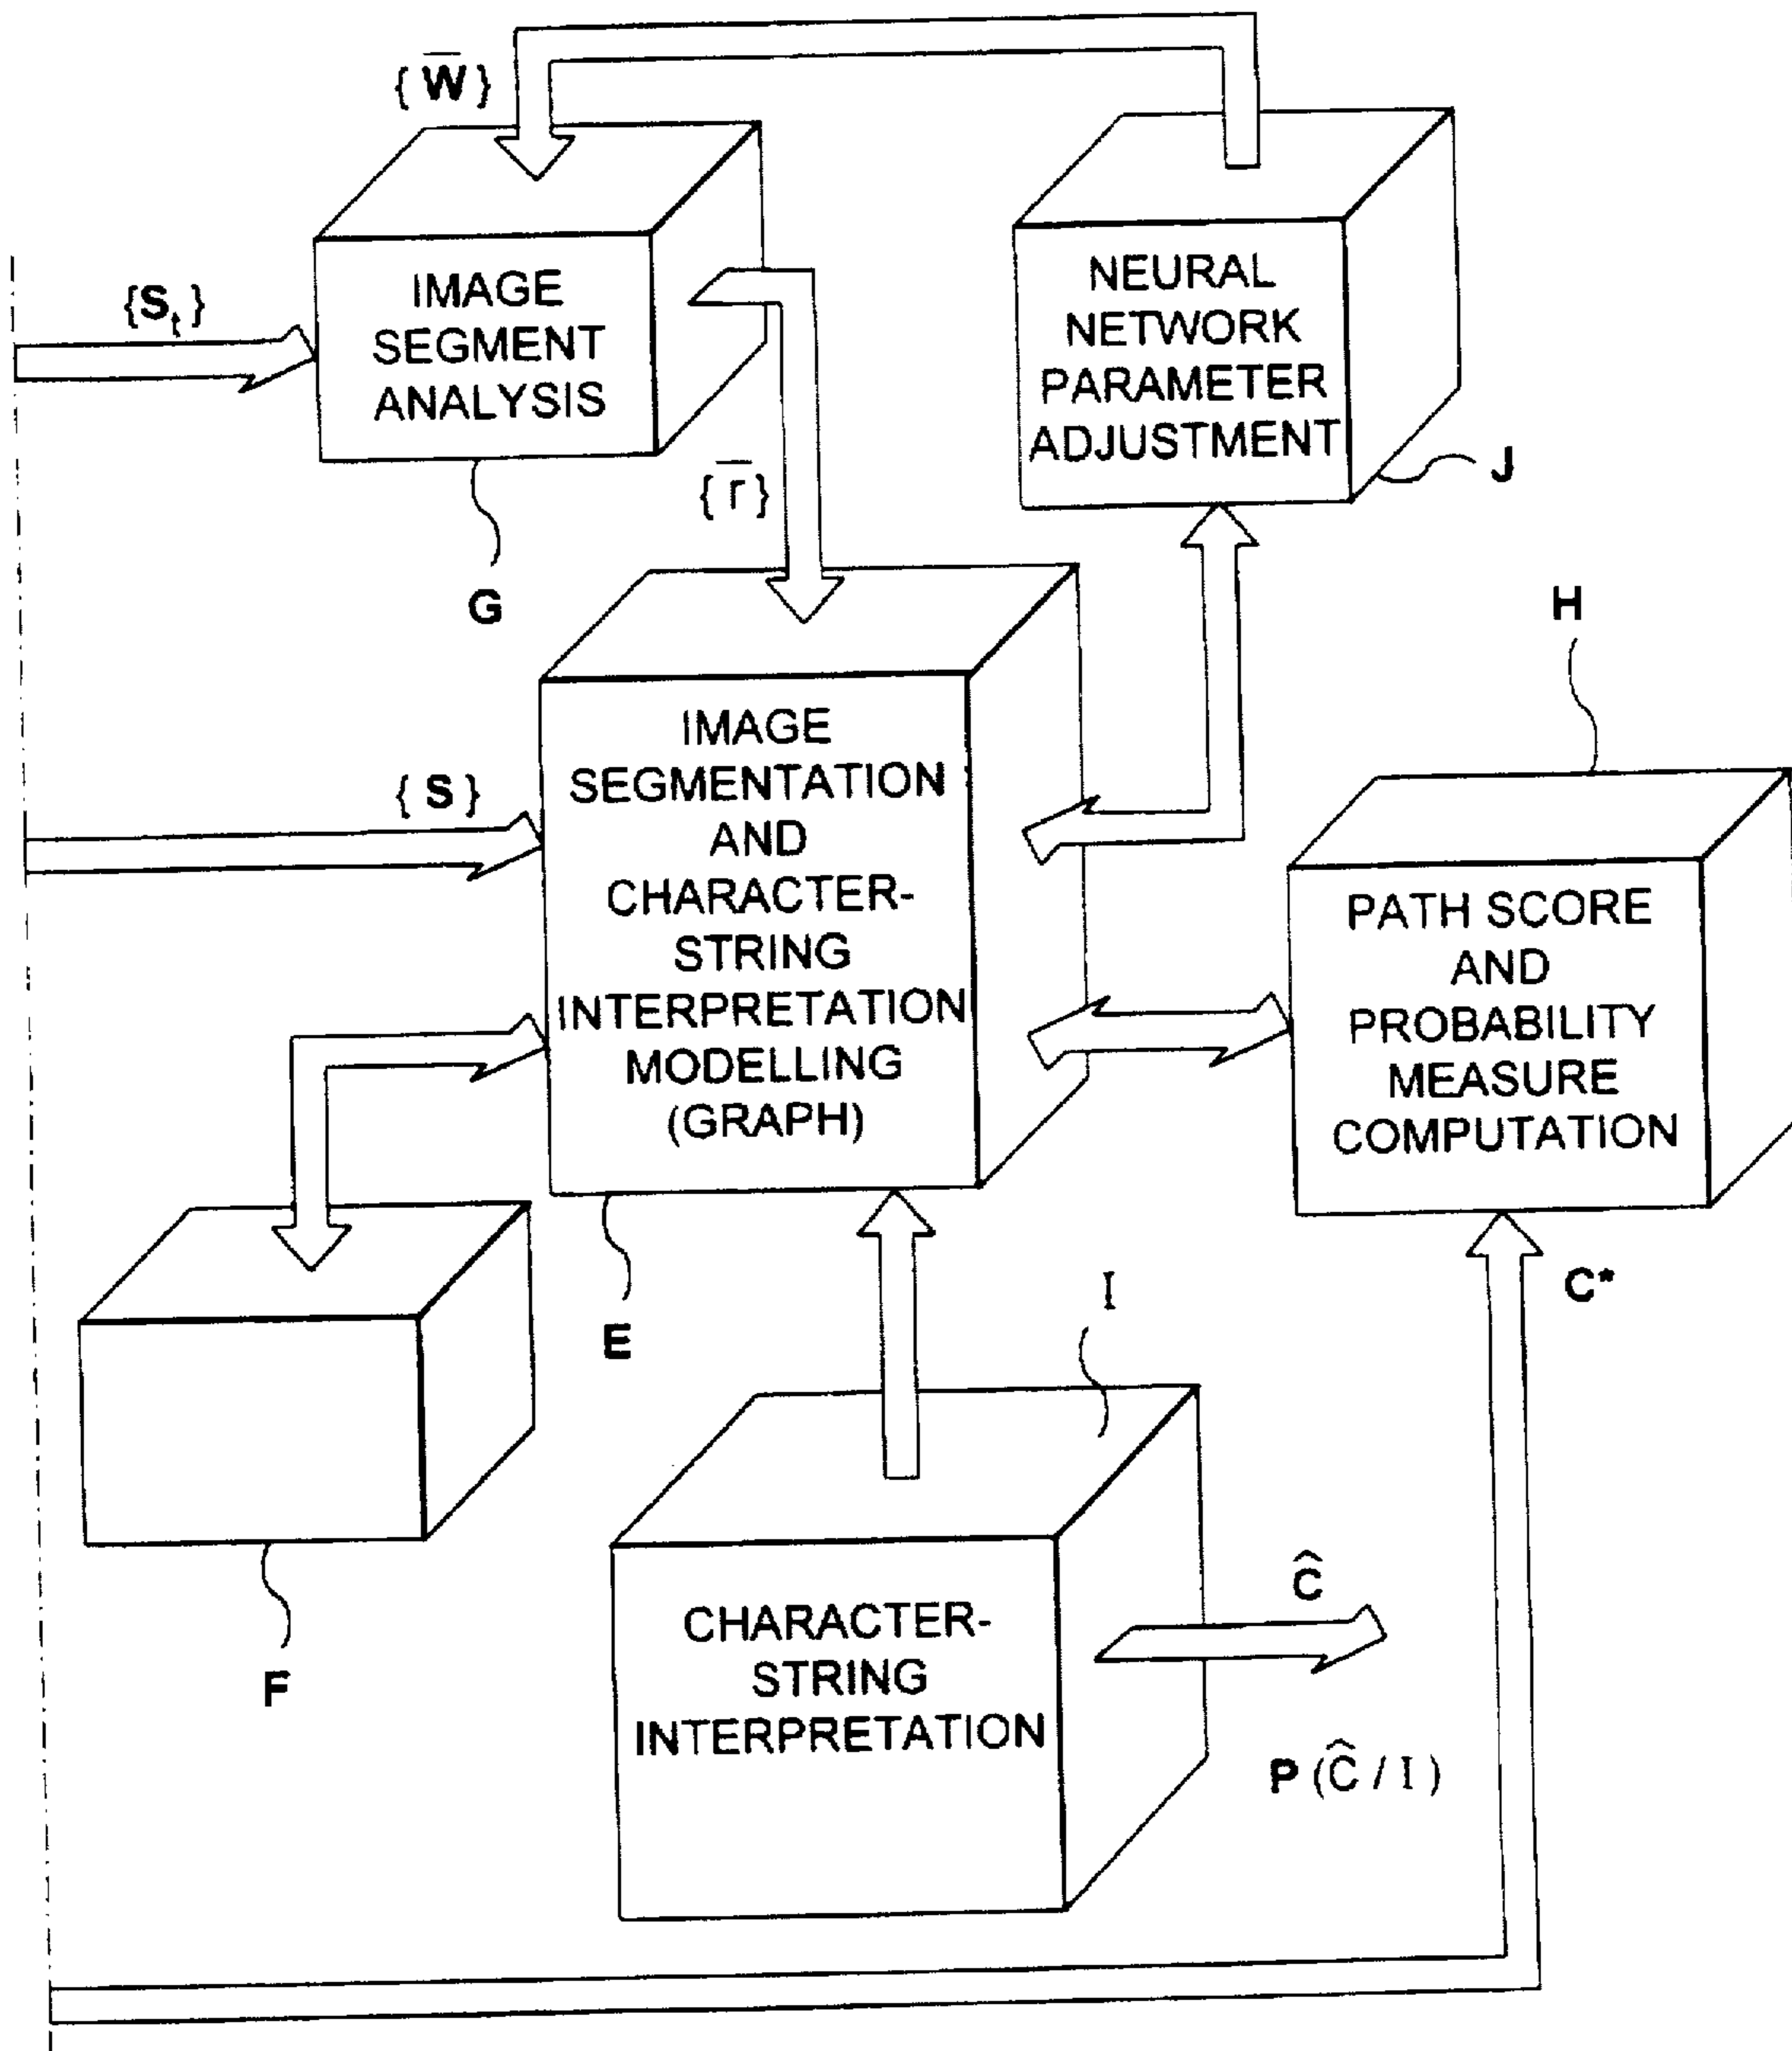 { W̅ }
IMAGE
SEGMENT
ANALYSIS
{S_t}
NEURAL
NETWORK
PARAMETER
ADJUSTMENT
J
{ r̅ }
G
H
IMAGE
SEGMENTATION
AND
CHARACTER-
STRING
INTERPRETATION
MODELLING
(GRAPH)
{ S }
PATH SCORE
AND
PROBABILITY
MEASURE
COMPUTATION
E
I
C*
F
CHARACTER-
STRING
INTERPRETATION
Ĉ
P (Ĉ / I)